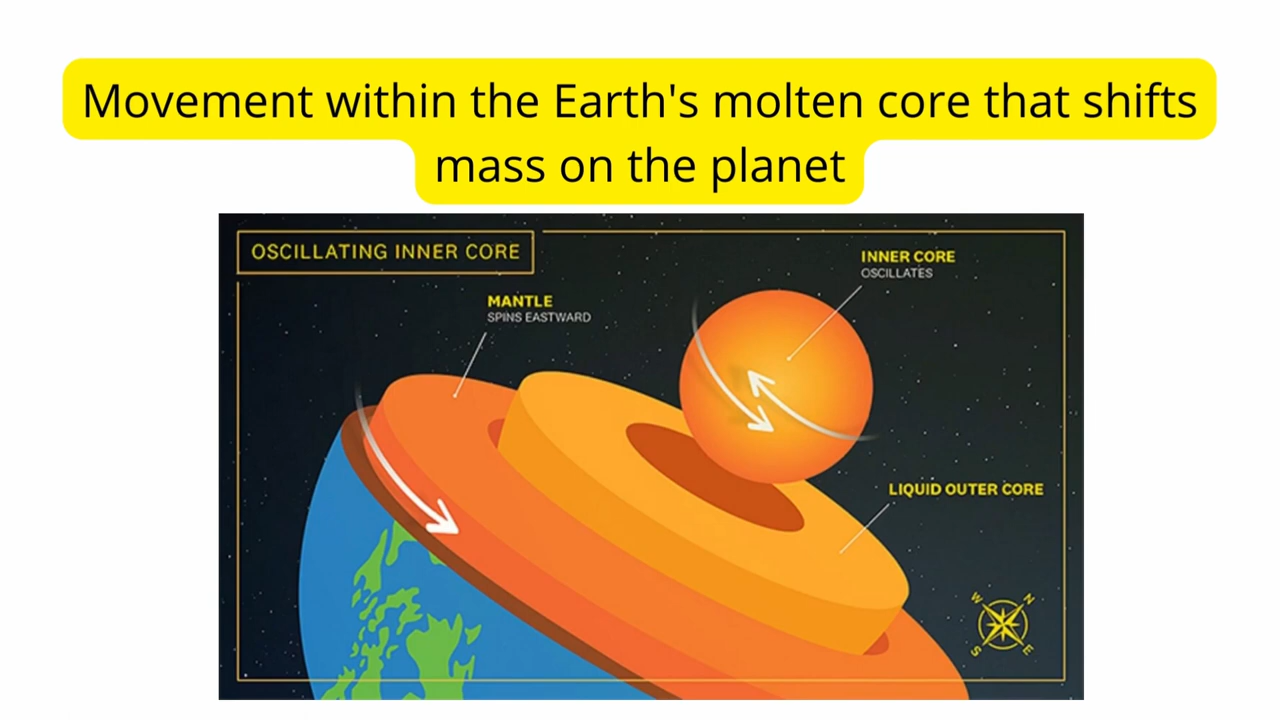 Movement within the Earth's molten core that shifts
mass on the planet
OSCILLATING INNER CORE
INNER CORE
OSCILLATES
MANTLE
SPINS EASTWARD
LIQUID OUTER CORE
W N
S E